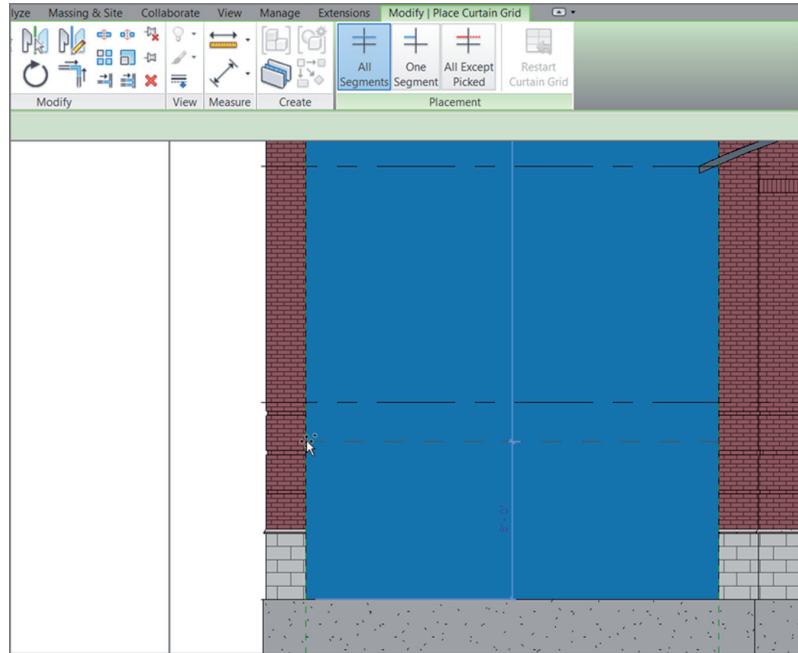 lyze Massing & Site Collaborate View Manage Extensions Modify | Place Curtain Grid
All Segments
One Segment
All Except Picked
Restart Curtain Grid
Modify View Measure Create Placement